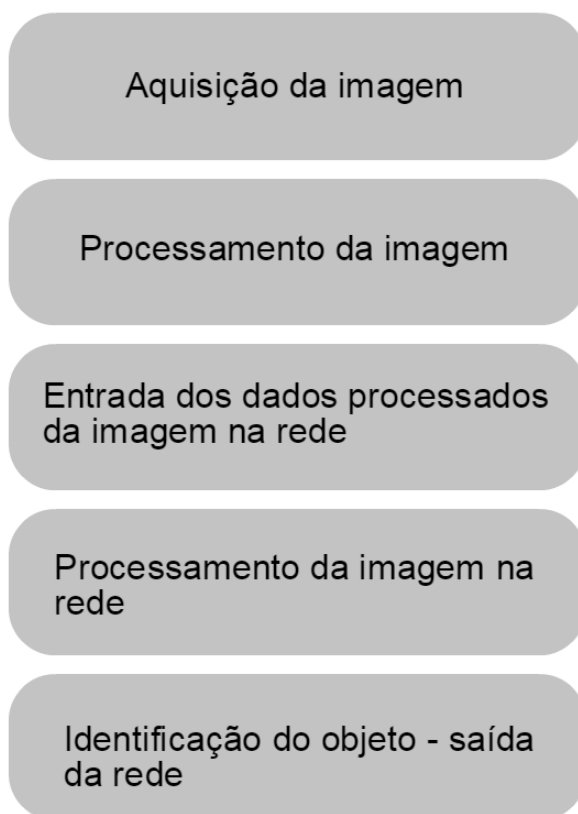 Aquisição da imagem
Processamento da imagem
Entrada dos dados processados
da imagem na rede
Processamento da imagem na
rede
Identificação do objeto - saída
da rede